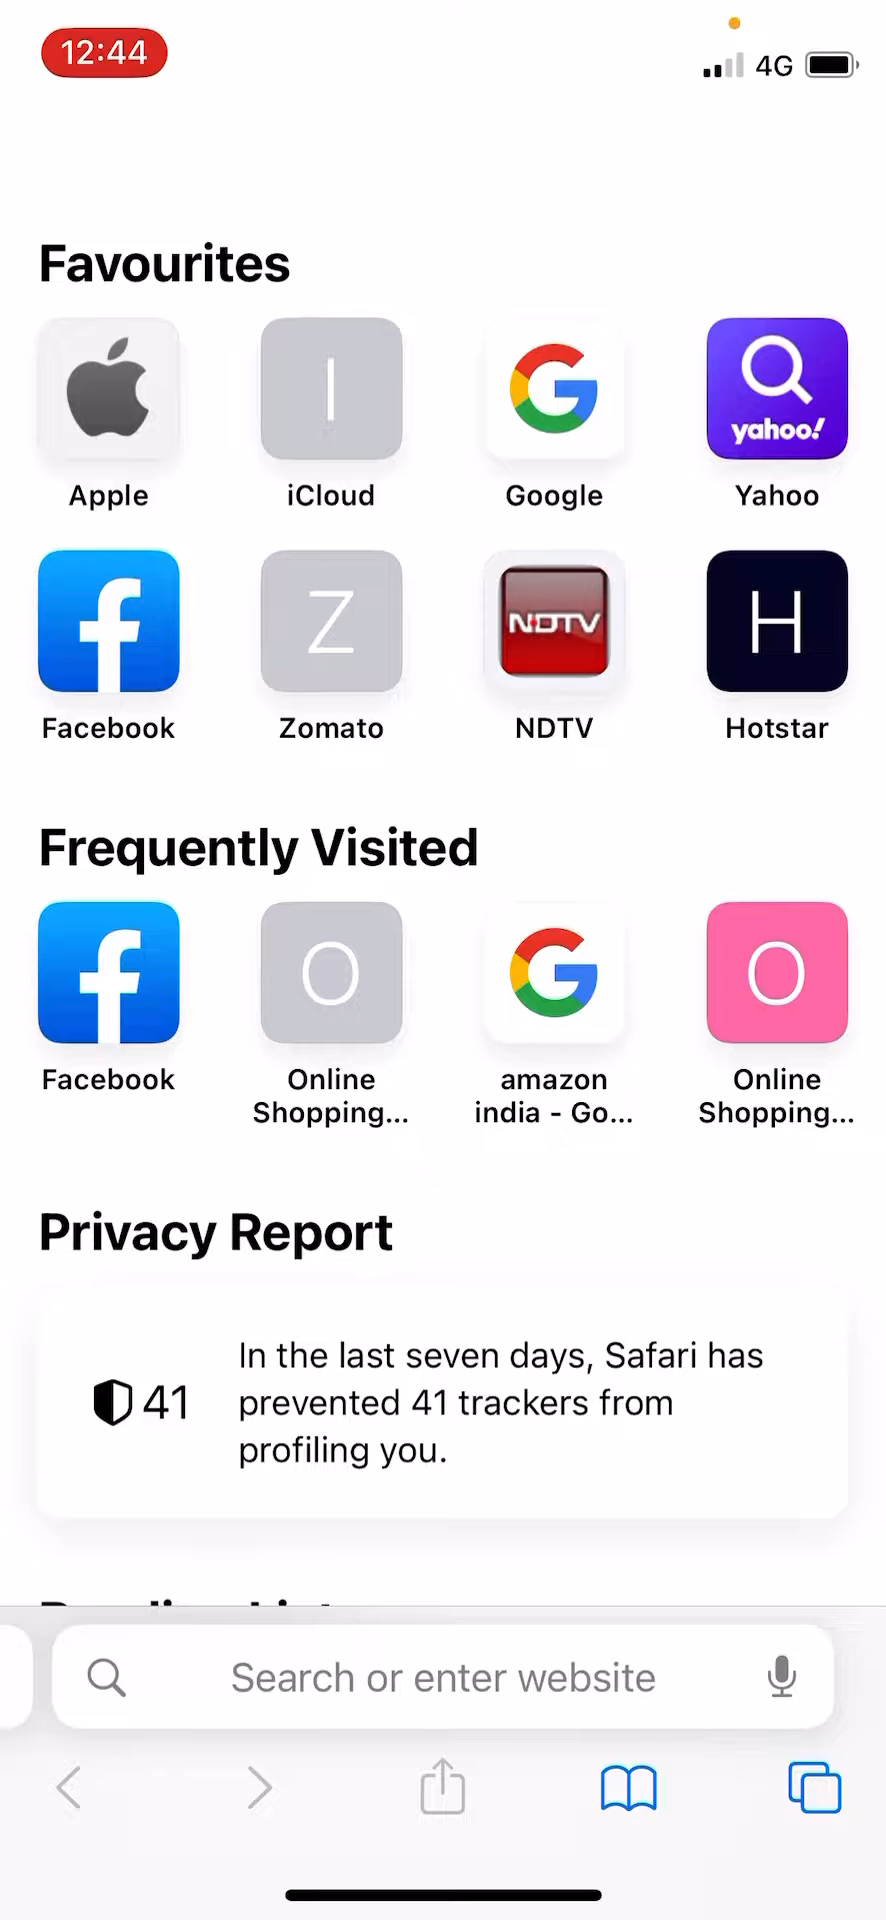 12:44
4G
Favourites
I
G
yahoo!
Apple
iCloud
Google
Yahoo
f
Z
NDTV
H
Facebook
Zomato
NDTV
Hotstar
Frequently Visited
f
O
G
O
Facebook
Online
Shopping...
amazon
india - Go...
Online
Shopping...
Privacy Report
41
In the last seven days, Safari has
prevented 41 trackers from
profiling you.
Search or enter website